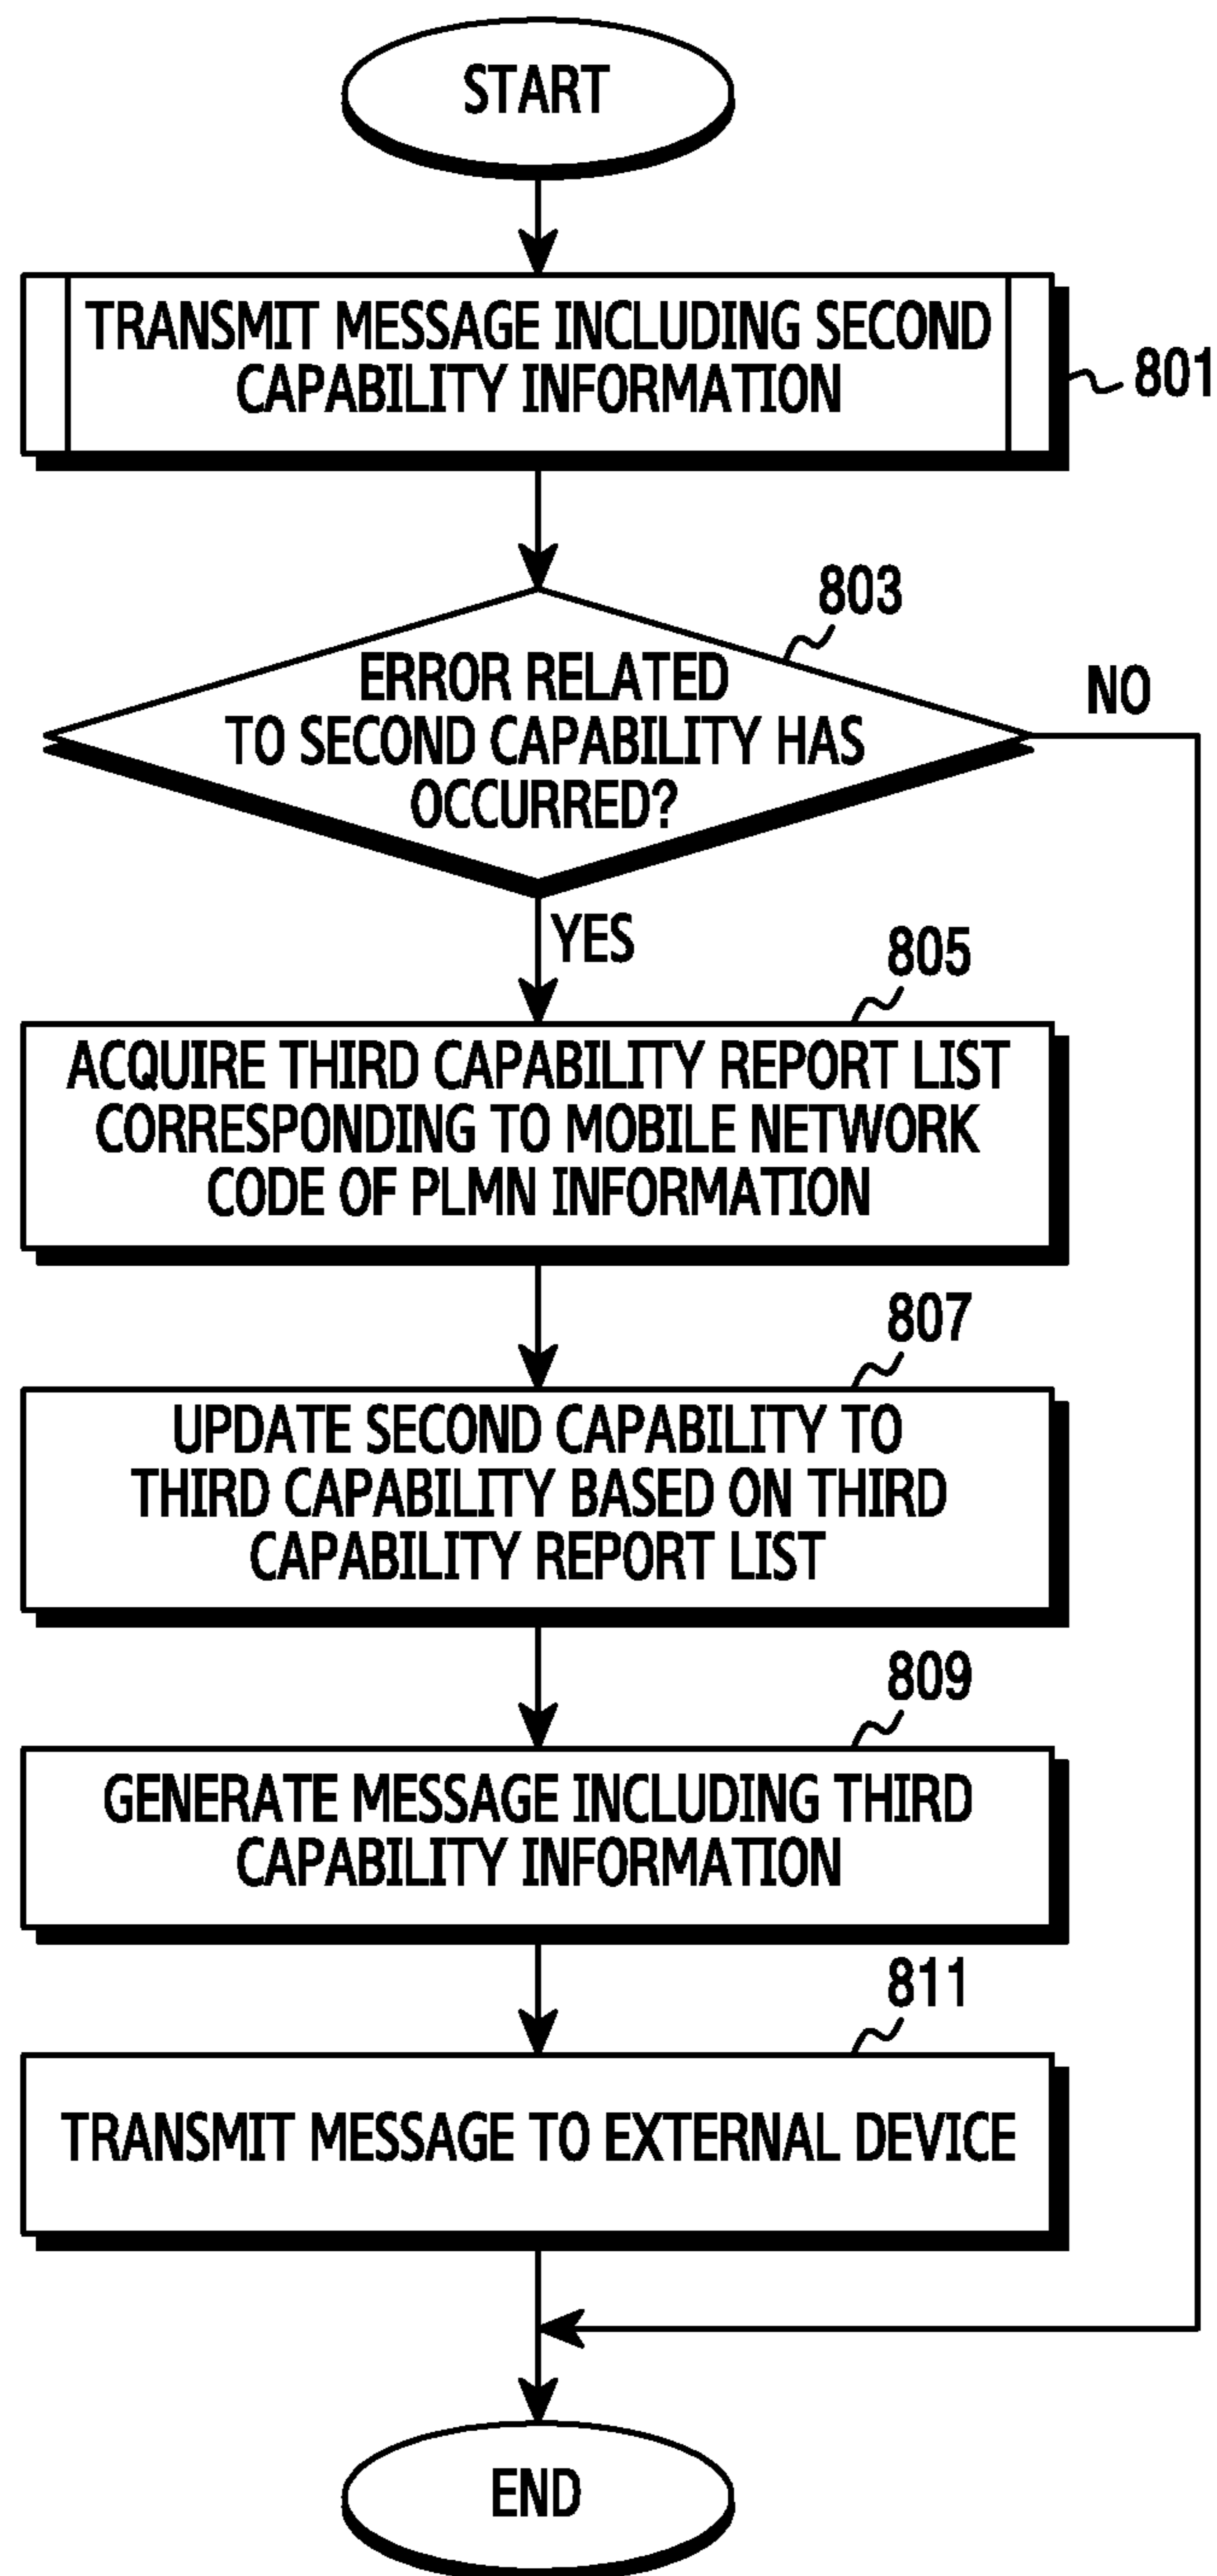 START
TRANSMIT MESSAGE INCLUDING SECOND
CAPABILITY INFORMATION
801
803
ERROR RELATED
TO SECOND CAPABILITY HAS
OCCURRED?
NO
YES
805
ACQUIRE THIRD CAPABILITY REPORT LIST
CORRESPONDING TO MOBILE NETWORK
CODE OF PLMN INFORMATION
807
UPDATE SECOND CAPABILITY TO
THIRD CAPABILITY BASED ON THIRD
CAPABILITY REPORT LIST
809
GENERATE MESSAGE INCLUDING THIRD
CAPABILITY INFORMATION
811
TRANSMIT MESSAGE TO EXTERNAL DEVICE
END